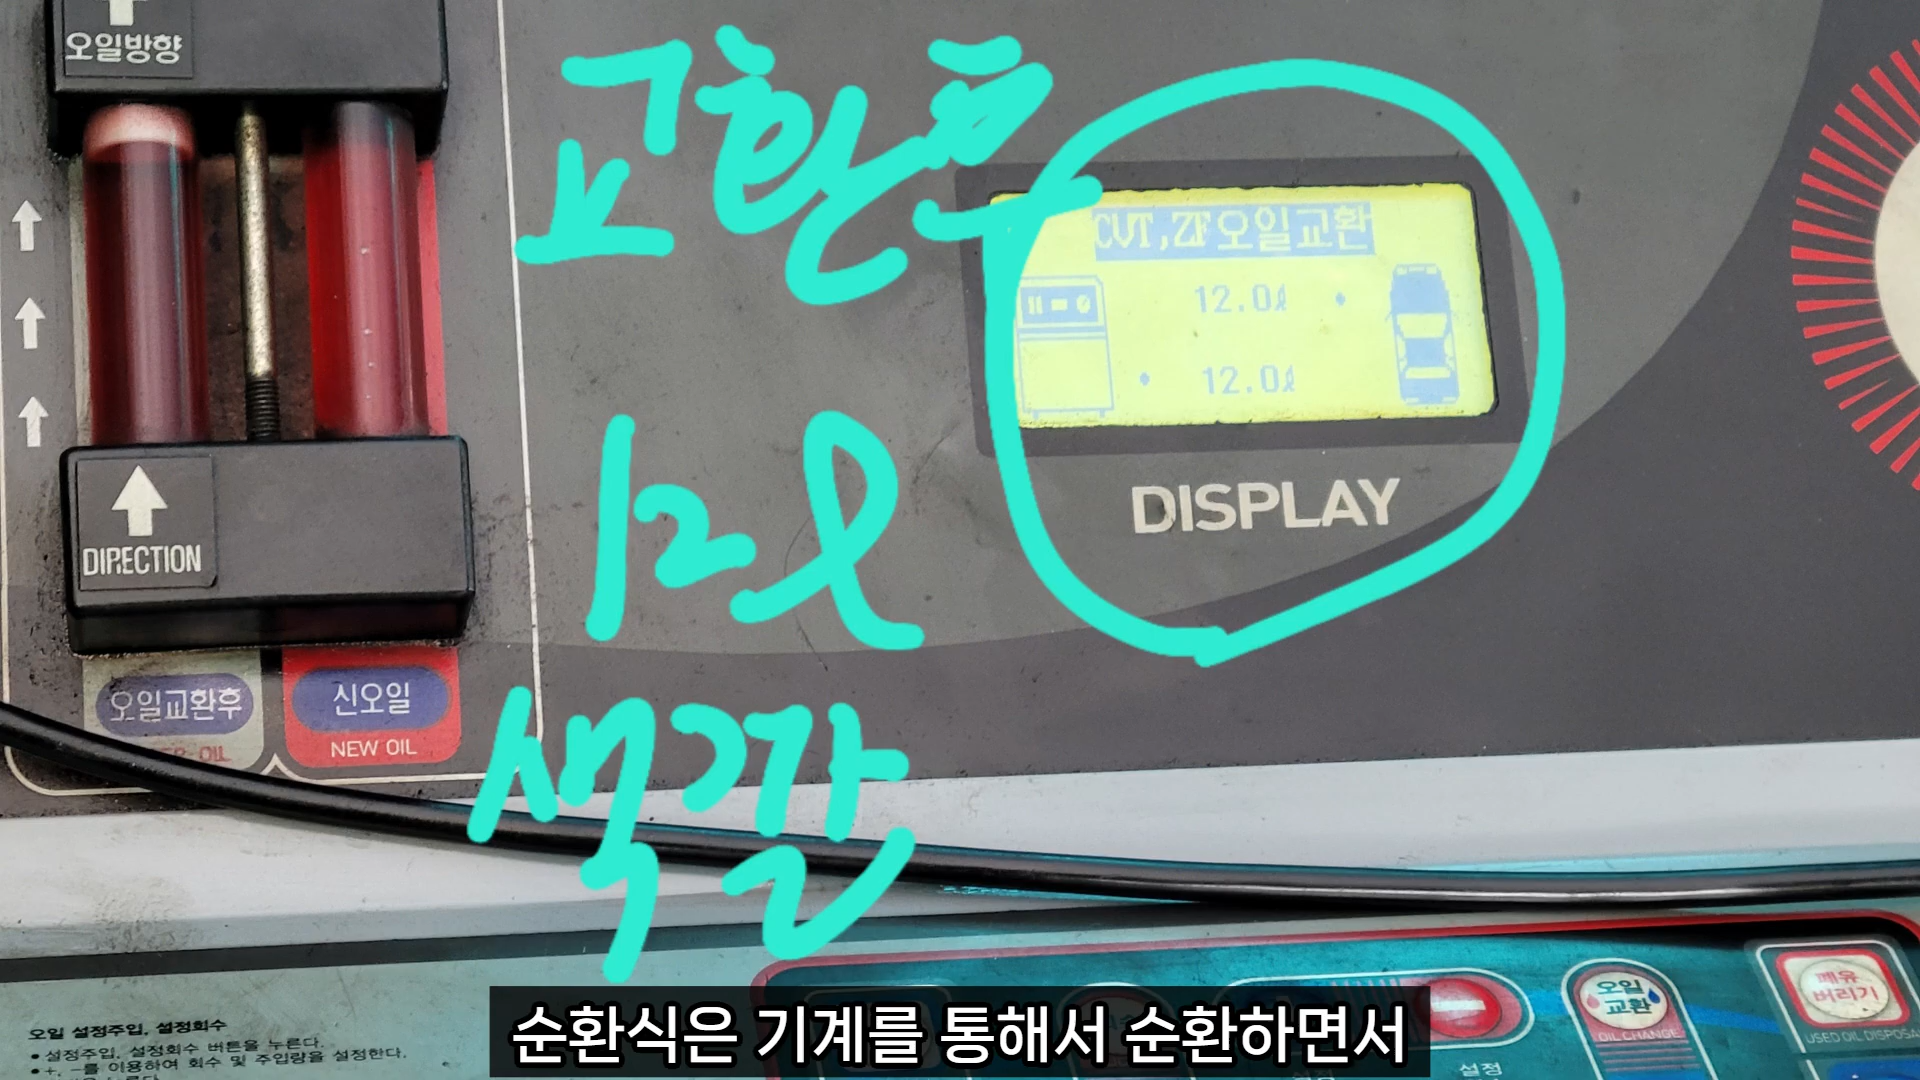 오일방향
교환후
CVT,ZF오일교환
12.0ℓ
12.0ℓ
DISPLAY
12ℓ
DIRECTION
오일교환후
신오일
NEW OIL
색깔
오일 설정주입, 설정회수
• 설정주입, 설정회수 버튼을 누른다.
• +, -를 이용하여 회수 및 주입량을 설정한다.
오일
교환
OIL CHANGE
폐유
버리기
USED OIL DISPOSA
설정
순환식은 기계를 통해서 순환하면서